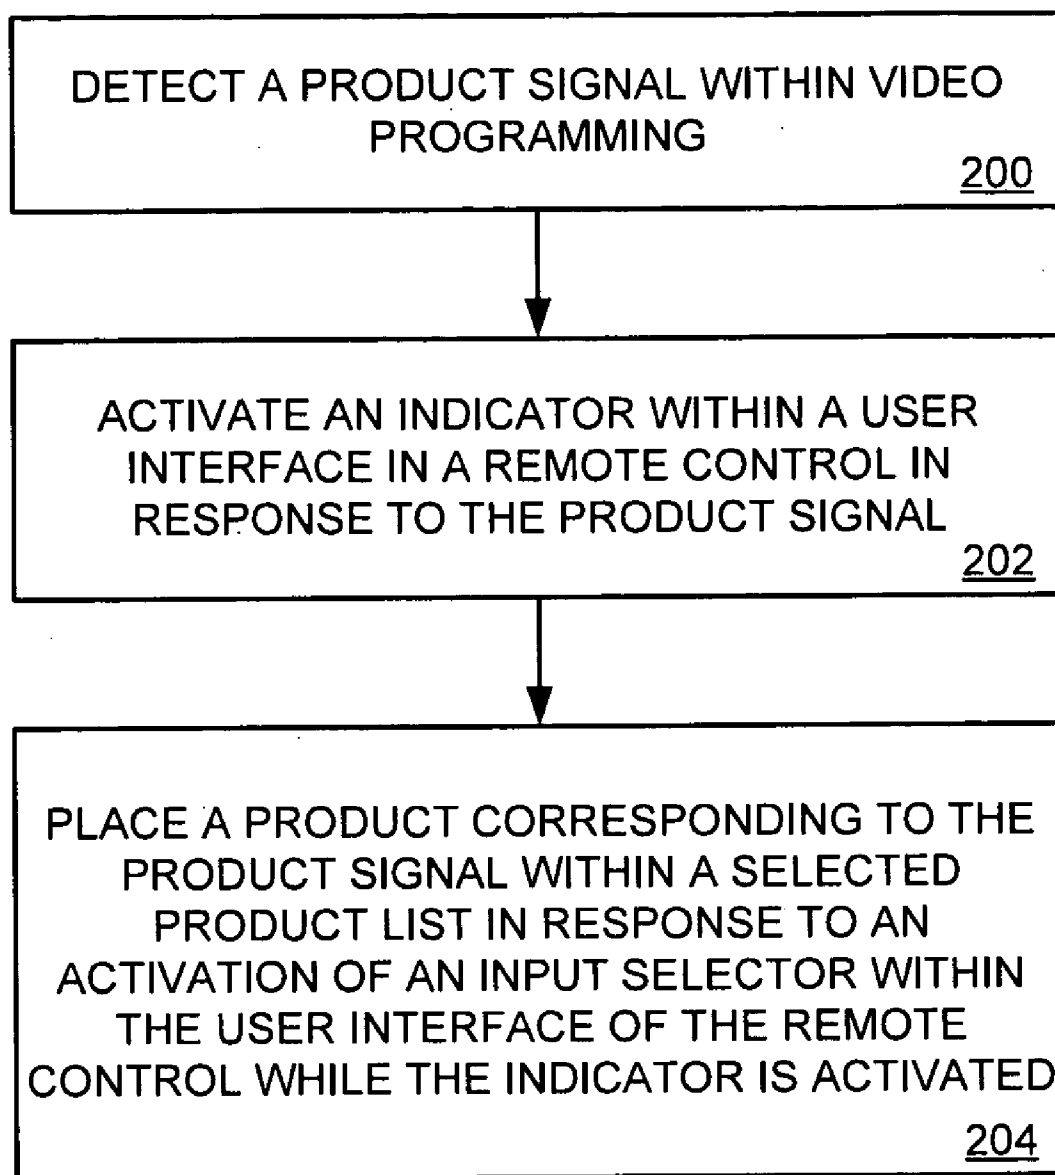 DETECT A PRODUCT SIGNAL WITHIN VIDEO
PROGRAMMING
200
ACTIVATE AN INDICATOR WITHIN A USER
INTERFACE IN A REMOTE CONTROL IN
RESPONSE TO THE PRODUCT SIGNAL
202
PLACE A PRODUCT CORRESPONDING TO THE
PRODUCT SIGNAL WITHIN A SELECTED
PRODUCT LIST IN RESPONSE TO AN
ACTIVATION OF AN INPUT SELECTOR WITHIN
THE USER INTERFACE OF THE REMOTE
CONTROL WHILE THE INDICATOR IS ACTIVATED
204